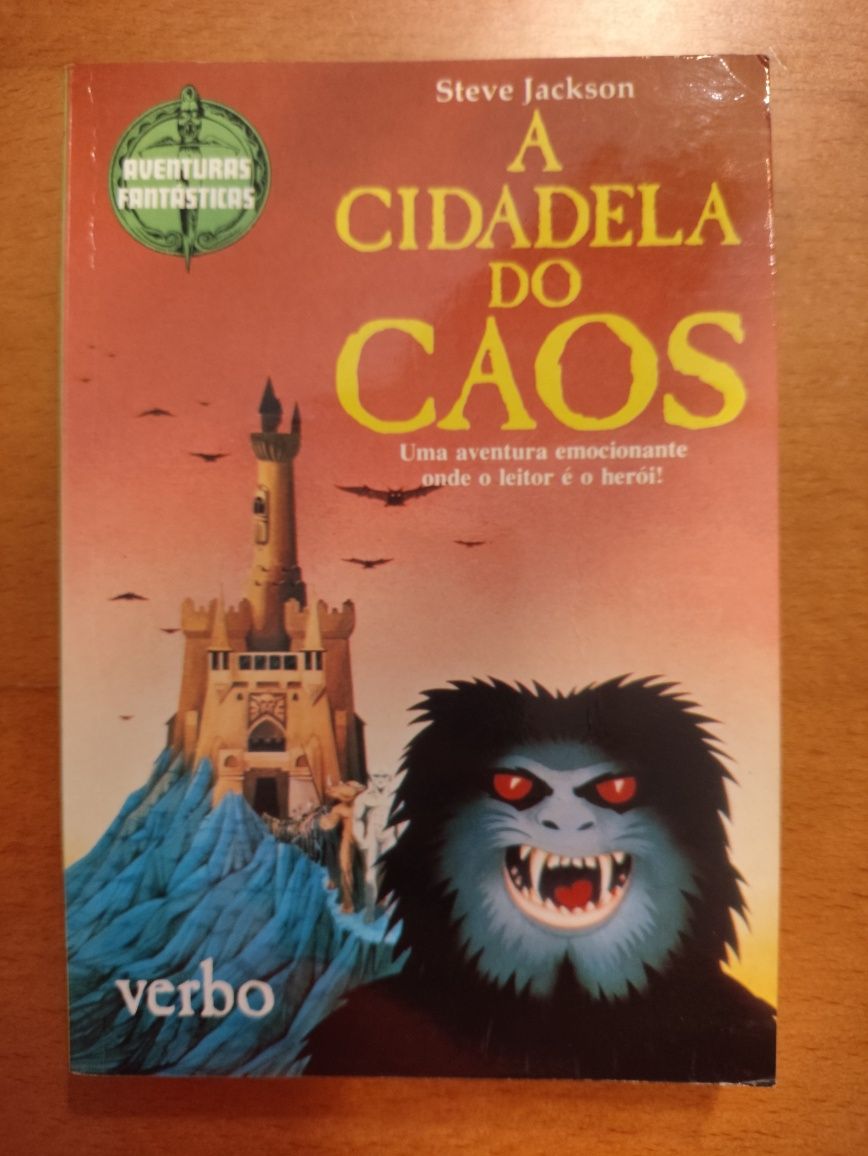 Steve Jackson
AVENTURAS
FANTÁSTICAS
A
CIDADELA
DO
CAOS
Uma aventura emocionante
onde o leitor é o herói!
verbo